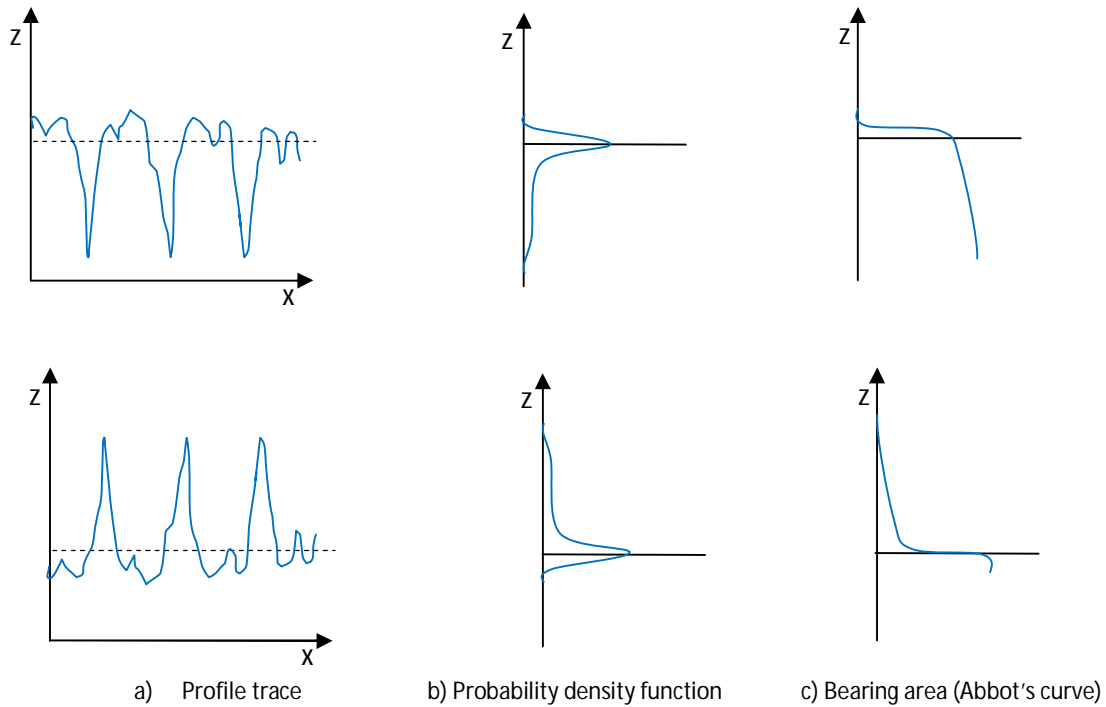 Z
Z
Z
X
Z
Z
Z
X
a) Profile trace
b) Probability density function
c) Bearing area (Abbot's curve)